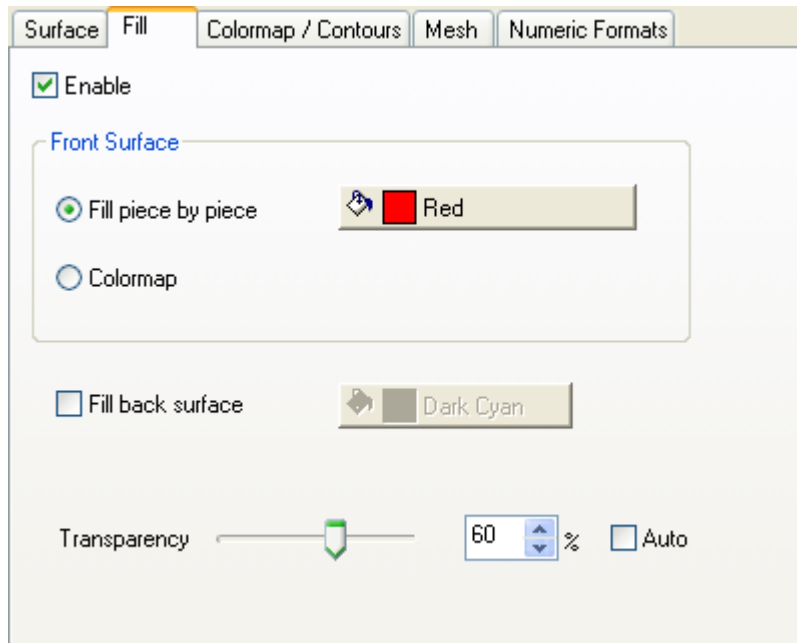 Surface Fill Colormap / Contours Mesh Numeric Formats
Enable
Front Surface
Fill piece by piece Red
Colormap
Fill back surface Dark Cyan
Transparency 60 % Auto